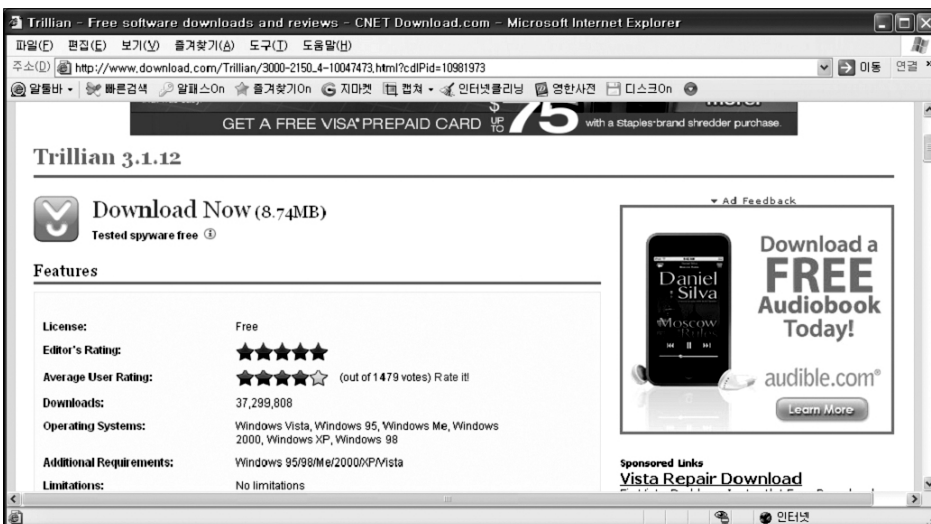 Trillian - Free software downloads and reviews - CNET Download.com - Microsoft Internet Explorer
파일(F) 편집(E) 보기(V) 즐겨찾기(A) 도구(T) 도움말(H)
주소(D) http://www.download.com/Trillian/3000-2150_4-10047473.html?cdlPid=10981973 이동 연결 »
알툴바 빠른검색 알패스On 즐겨찾기On 지마켓 캡쳐 인터넷클리닝 영한사전 디스크On
GET A FREE VISA® PREPAID CARD UP TO $75 with a Staples-brand shredder purchase.
Trillian 3.1.12
Download Now (8.74MB)
Tested spyware free
Features
License: Free
Editor's Rating:
Average User Rating: (out of 1479 votes) Rate it!
Downloads: 37,299,808
Operating Systems: Windows Vista, Windows 95, Windows Me, Windows
2000, Windows XP, Windows 98
Additional Requirements: Windows 95/98/Me/2000/XP/Vista
Limitations: No limitations
Ad Feedback
Daniel
Silva
Moscow
Rules
Download a
FREE
Audiobook
Today!
audible.com®
Learn More
Sponsored Links
Vista Repair Download
인터넷